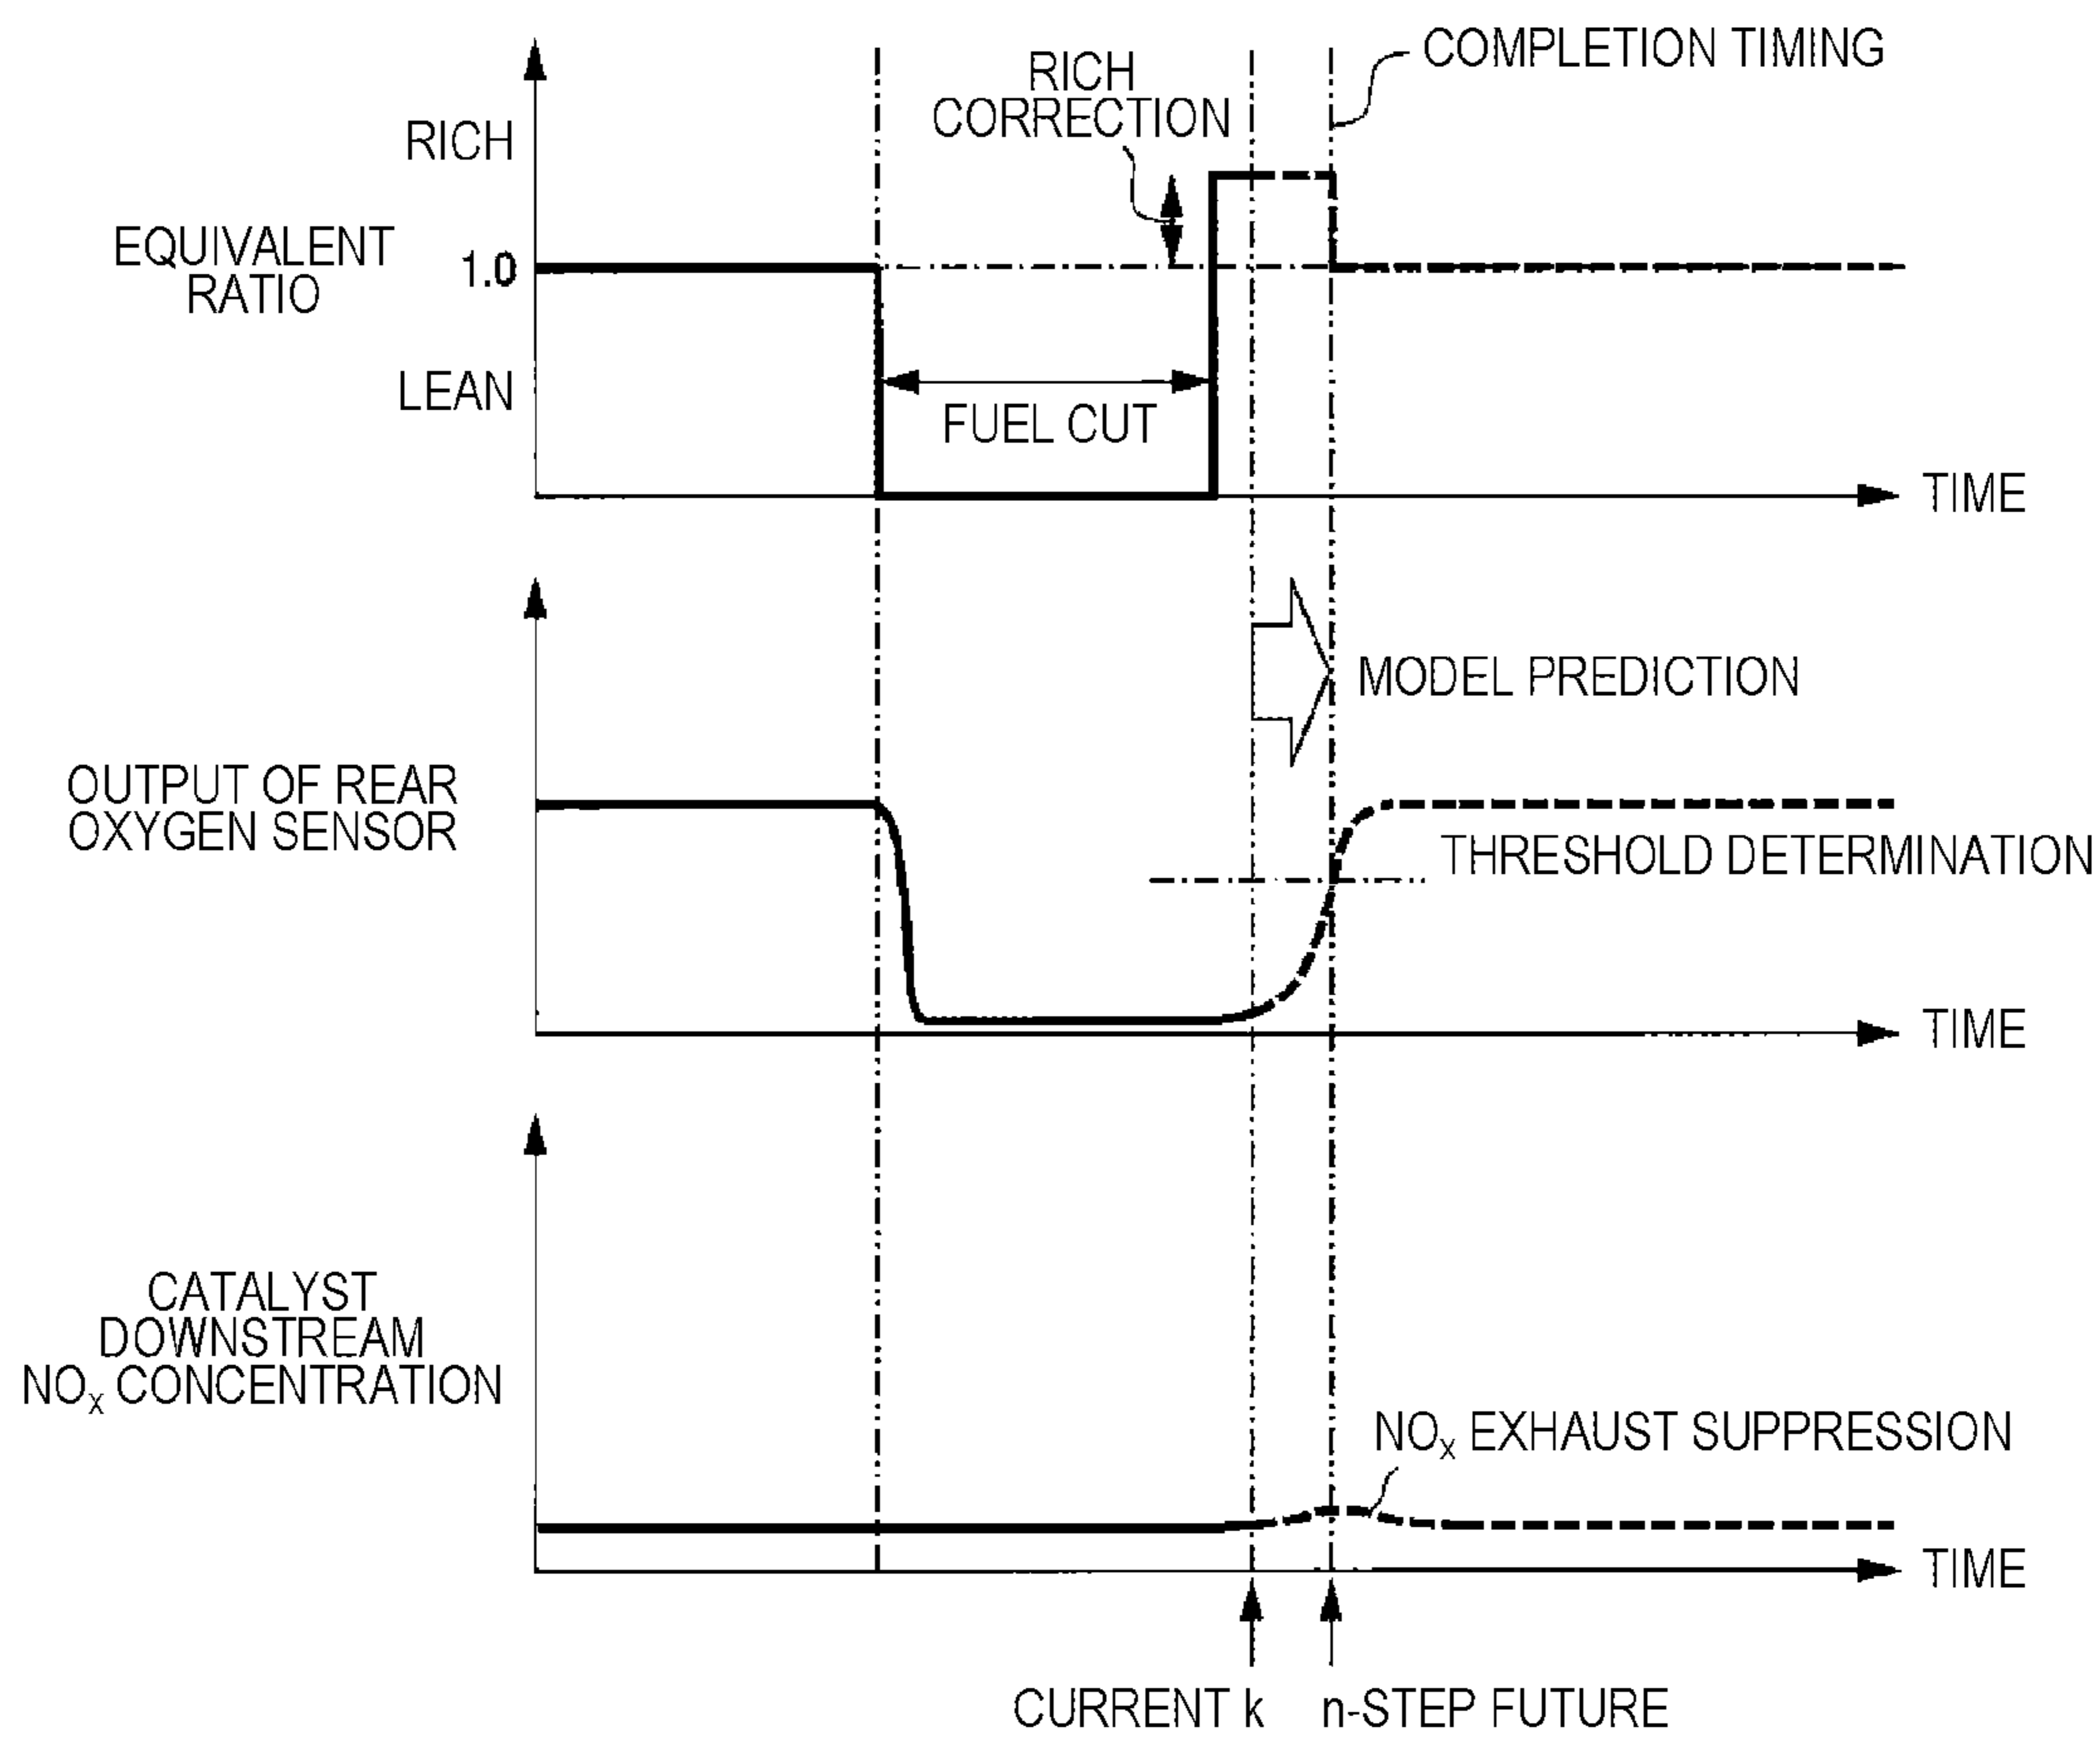 COMPLETION TIMING
RICH
CORRECTION
RICH
EQUIVALENT
RATIO
1.0
LEAN
FUEL CUT
TIME
MODEL PREDICTION
OUTPUT OF REAR
OXYGEN SENSOR
THRESHOLD DETERMINATION
TIME
CATALYST
DOWNSTREAM
NOX CONCENTRATION
NOX EXHAUST SUPPRESSION
TIME
CURRENT k
n-STEP FUTURE